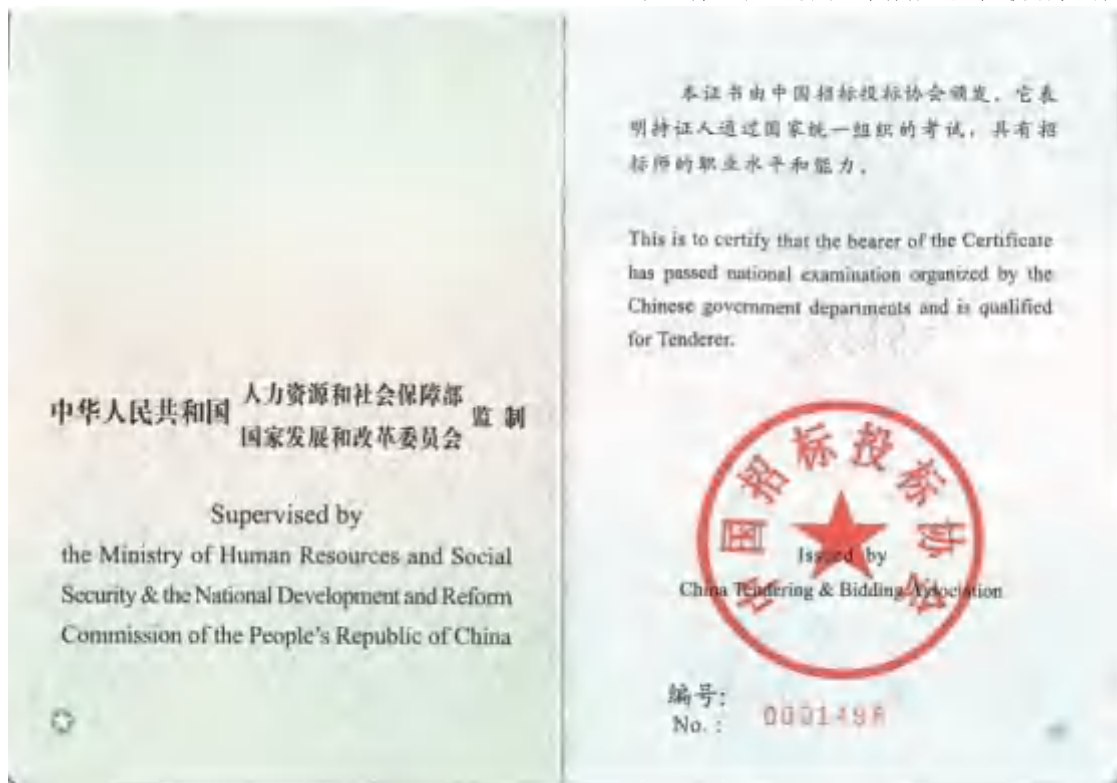 中华人民共和国 人力资源和社会保障部 监制
国家发展和改革委员会
Supervised by
the Ministry of Human Resources and Social
Security & the National Development and Reform
Commission of the People's Republic of China
本证书由中国招标投标协会颁发，它表
明持证人通过国家统一组织的考试，具有招
标师的职业水平和能力。
This is to certify that the bearer of the Certificate
has passed national examination organized by the
Chinese government departments and is qualified
for Tenderer.
中国招标投标协会
Issued by
China Tendering & Bidding Association
编号:
No. :